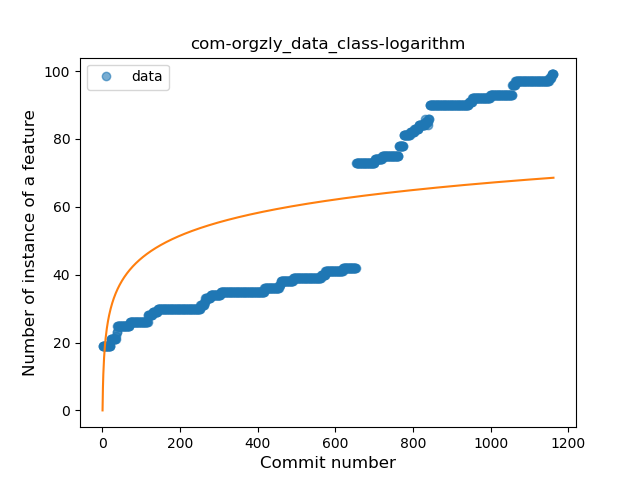 com-orgzly_data_class-logarithm
data
Number of instance of a feature
100
80
60
40
20
0
0 200 400 600 800 1000 1200
Commit number